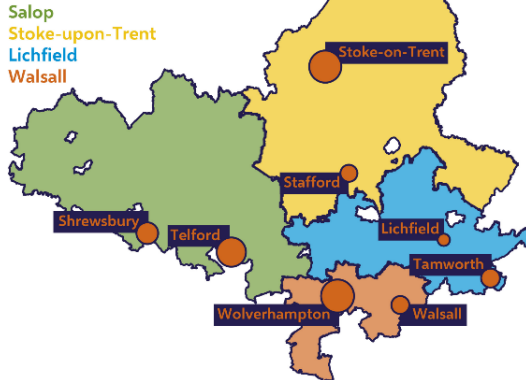 Salop
Stoke-upon-Trent
Lichfield
Walsall
Stoke-on-Trent
Stafford
Shrewsbury
Telford
Lichfield
Tamworth
Wolverhampton
Walsall